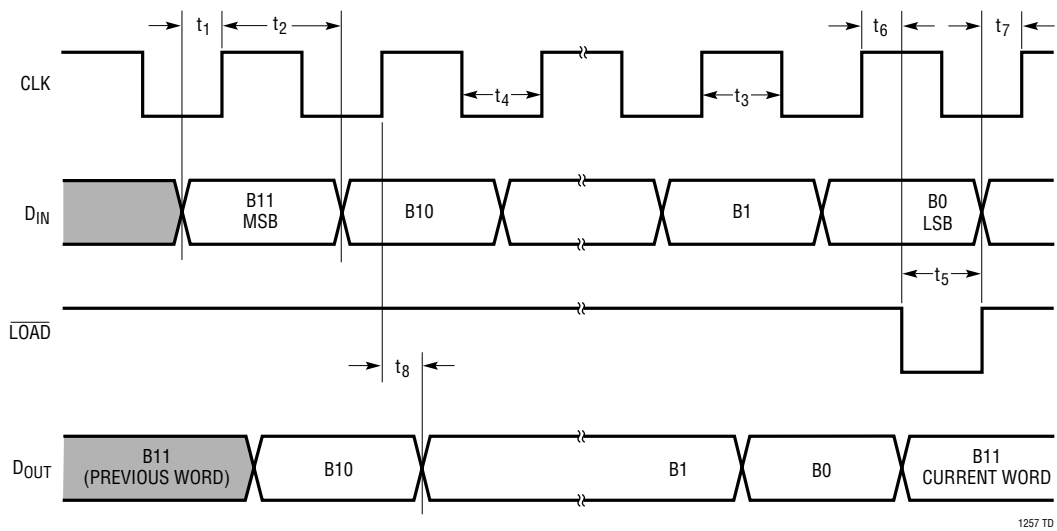 t1
t2
t6
t7
CLK
t4
t3
DIN
B11
MSB
B10
B1
B0
LSB
t5
LOAD
t8
DOUT
B11
(PREVIOUS WORD)
B10
B1
B0
B11
CURRENT WORD
1257 TD